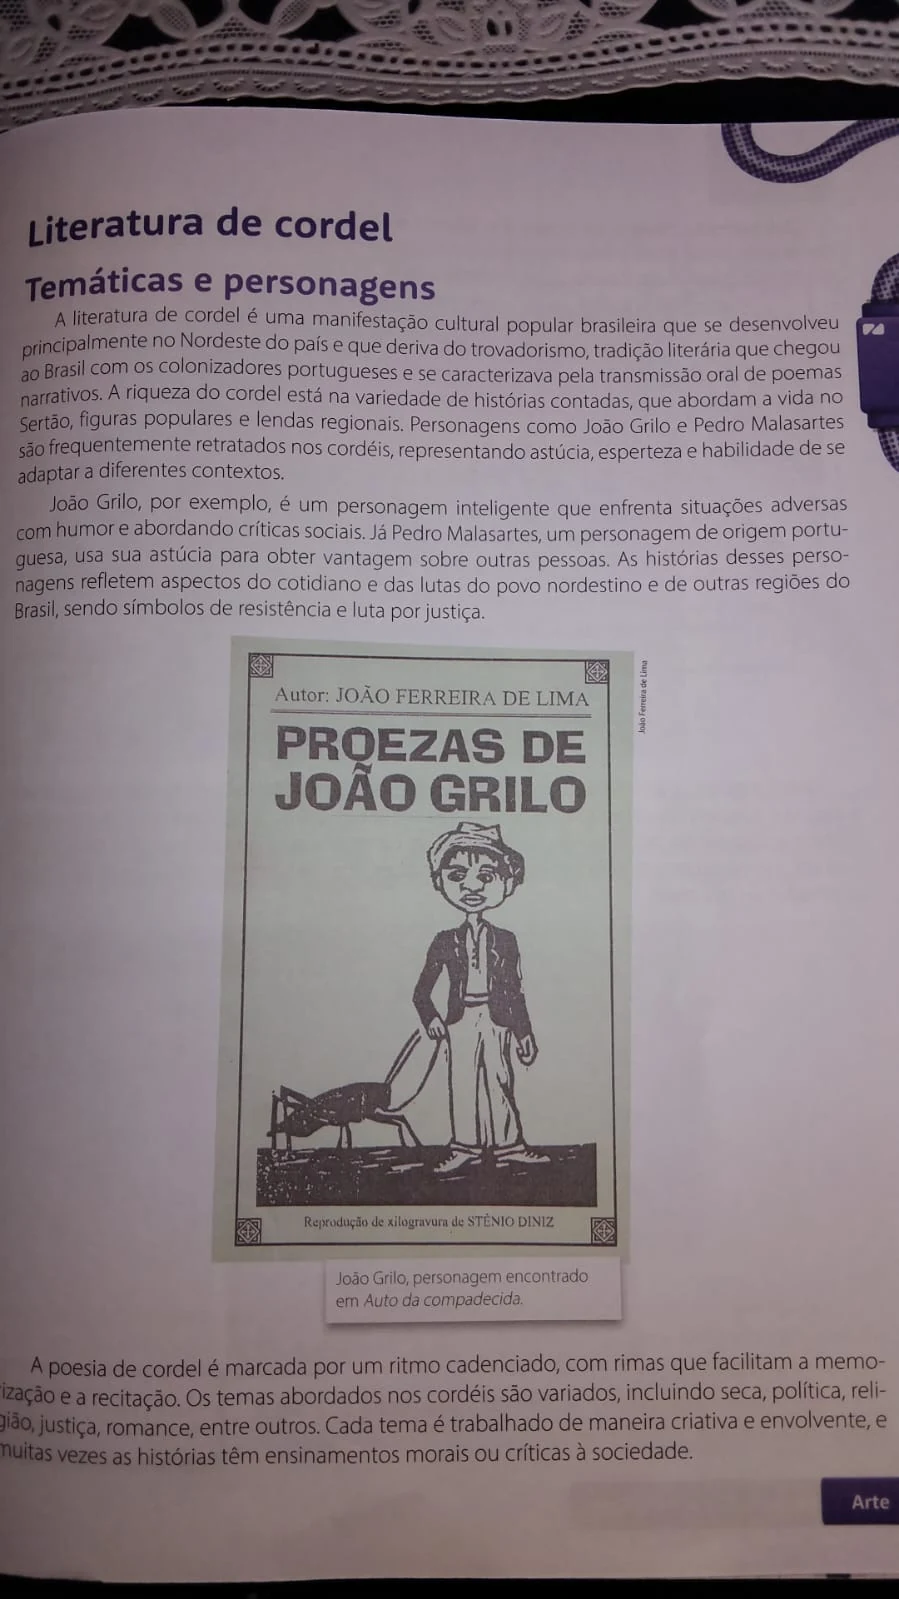 Literatura de cordel
Temáticas e personagens
A literatura de cordel é uma manifestação cultural popular brasileira que se desenvolveu
principalmente no Nordeste do país e que deriva do trovadorismo, tradição literária que chegou
ao Brasil com os colonizadores portugueses e se caracterizava pela transmissão oral de poemas
narrativos. A riqueza do cordel está na variedade de histórias contadas, que abordam a vida no
Sertão, figuras populares e lendas regionais. Personagens como João Grilo e Pedro Malasartes
são frequentemente retratados nos cordéis, representando astúcia, esperteza e habilidade de se
adaptar a diferentes contextos.
João Grilo, por exemplo, é um personagem inteligente que enfrenta situações adversas
com humor e abordando críticas sociais. Já Pedro Malasartes, um personagem de origem portu-
guesa, usa sua astúcia para obter vantagem sobre outras pessoas. As histórias desses perso-
nagens refletem aspectos do cotidiano e das lutas do povo nordestino e de outras regiões do
Brasil, sendo símbolos de resistência e luta por justiça.
Autor: JOÃO FERREIRA DE LIMA
PROEZAS DE
JOÃO GRILO
João Ferreira de Lima
Reprodução de xilogravura de STÊNIO DINIZ
João Grilo, personagem encontrado
em Auto da compadecida.
A poesia de cordel é marcada por um ritmo cadenciado, com rimas que facilitam a memo-
rização e a recitação. Os temas abordados nos cordéis são variados, incluindo seca, política, reli-
gião, justiça, romance, entre outros. Cada tema é trabalhado de maneira criativa e envolvente, e
muitas vezes as histórias têm ensinamentos morais ou críticas à sociedade.
Arte